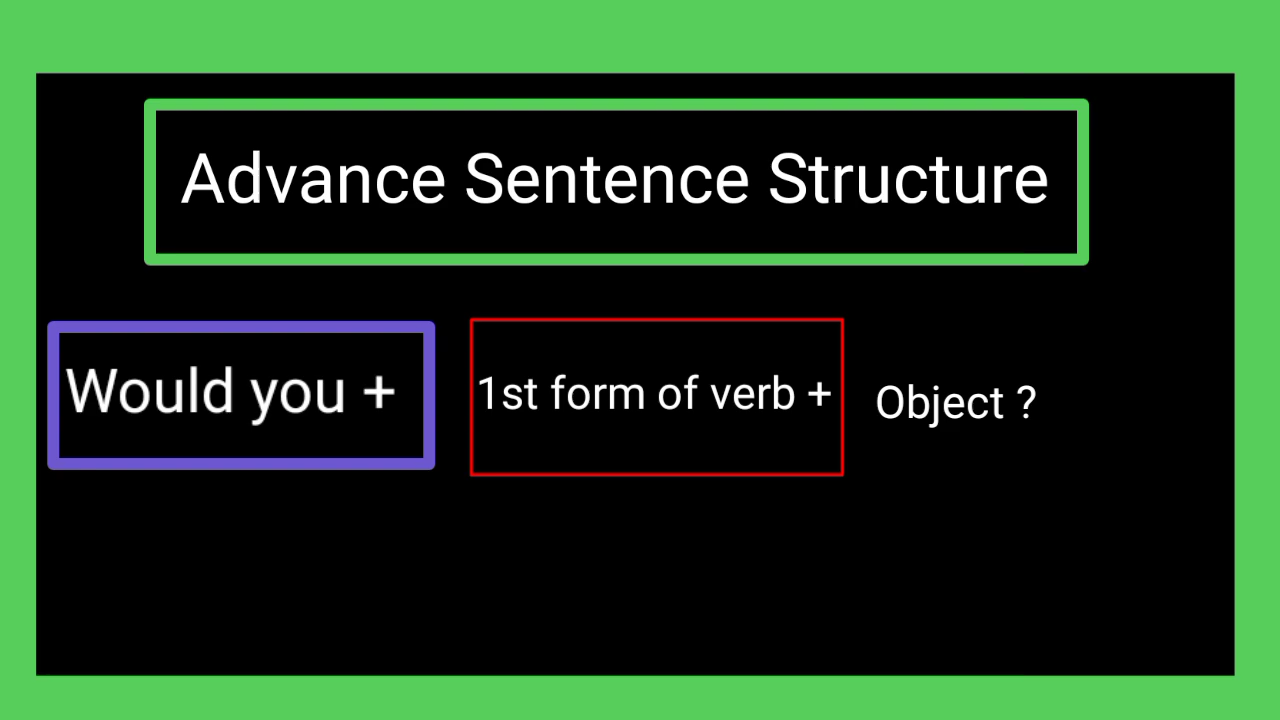 Advance Sentence Structure
Would you + 1st form of verb + Object ?